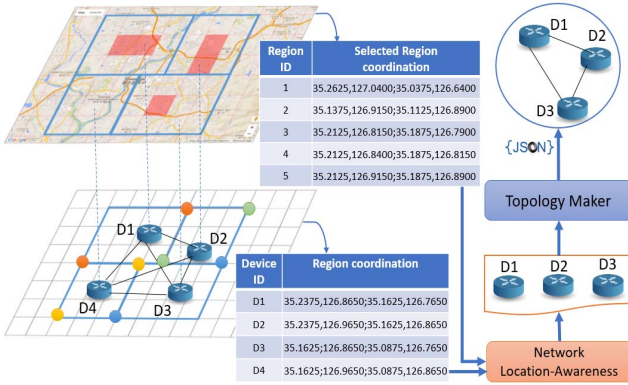 Region ID Selected Region coordination
1 35.2625,127.0400;35.0375,126.6400
2 35.1375,126.9150;35.1125,126.8900
3 35.2125,126.8150;35.1875,126.7900
4 35.2125,126.8400;35.1875,126.8150
5 35.2125,126.9150;35.1875,126.8900
D1
D2
D3
{JSON}
Topology Maker
D1 D2 D3
Network
Location-Awareness
D1
D2
D4
D3
Device ID Region coordination
D1 35.2375,126.8650;35.1625,126.7650
D2 35.2375,126.9650;35.1625,126.8650
D3 35.1625;126.8650;35.0875,126.7650
D4 35.1625,126.9650;35.0875,126.8650